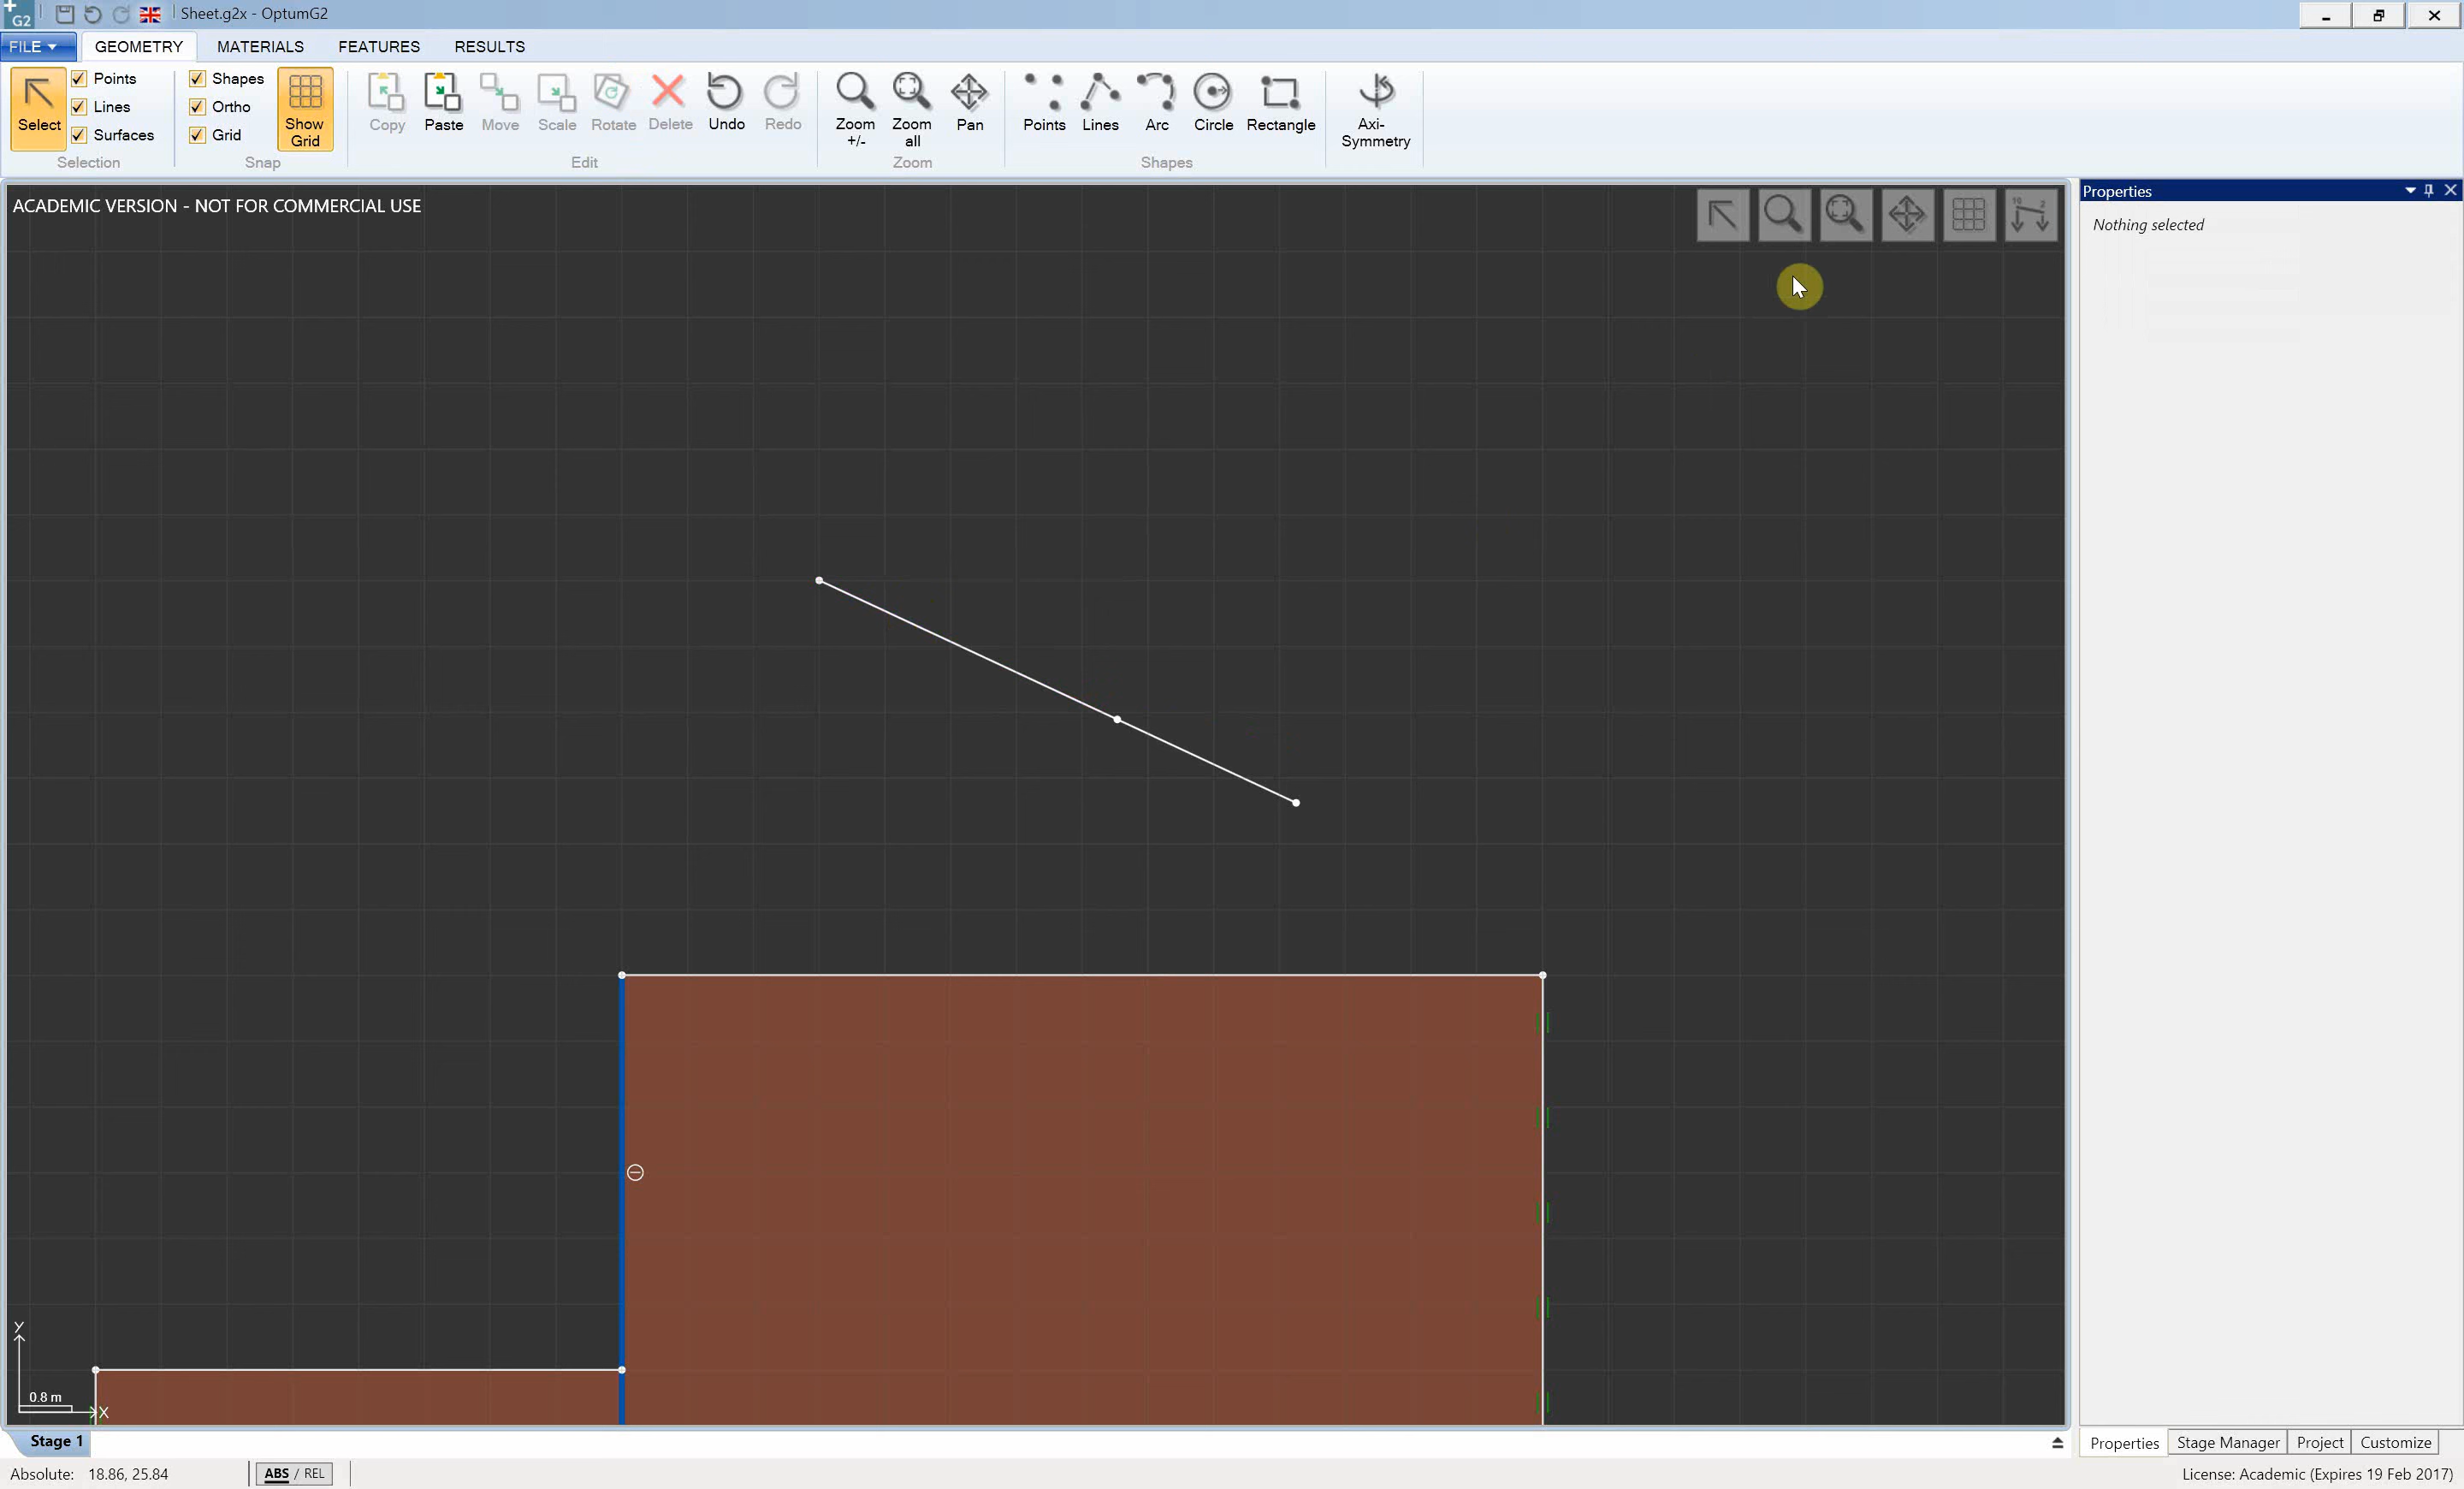 G2 Sheet.g2x - OptumG2
FILE GEOMETRY MATERIALS FEATURES RESULTS
Select Points Lines Surfaces
Selection
Shapes Ortho Grid Show Grid
Snap
Copy Paste Move Scale Rotate Delete Undo Redo
Edit
Zoom +/- Zoom all Pan
Zoom
Points Lines Arc Circle Rectangle
Shapes
Axi-Symmetry
ACADEMIC VERSION - NOT FOR COMMERCIAL USE
10 2
Properties
Nothing selected
Y
0.8 m
X
Stage 1
Properties Stage Manager Project Customize
Absolute: 18.86, 25.84 ABS / REL
License: Academic (Expires 19 Feb 2017)